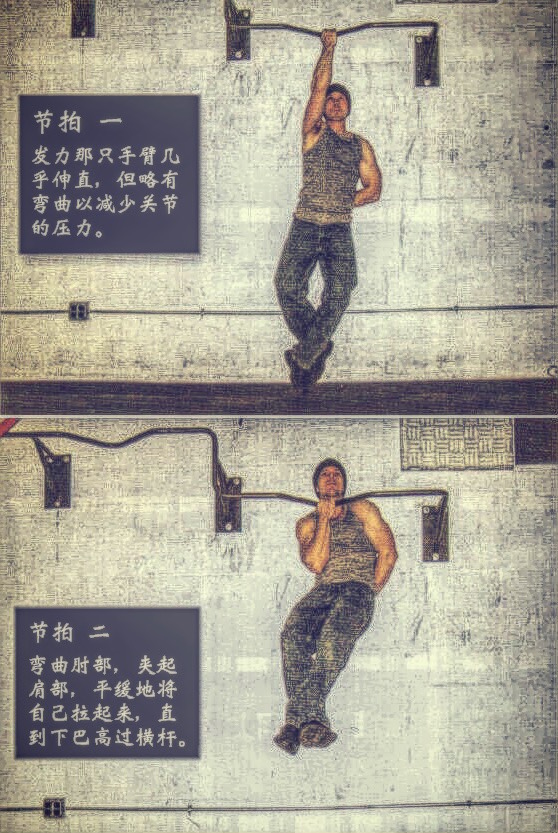 节拍 一
发力那只手臂几
乎伸直，但略有
弯曲以减少关节
的压力。
节拍 二
弯曲肘部，夹起
肩部，平缓地将
自己拉起来，直
到下巴高过横杆。